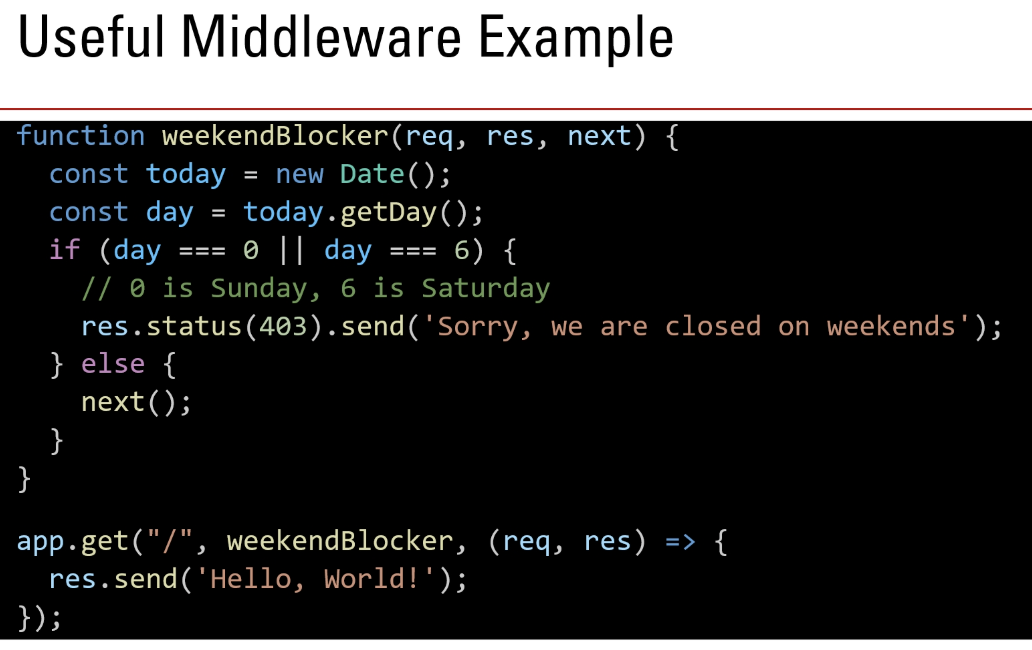 Useful Middleware Example
function weekendBlocker(req, res, next) {
  const today = new Date();
  const day = today.getDay();
  if (day === 0 || day === 6) {
    // 0 is Sunday, 6 is Saturday
    res.status(403).send('Sorry, we are closed on weekends');
  } else {
    next();
  }
}
app.get("/", weekendBlocker, (req, res) => {
  res.send('Hello, World!');
});